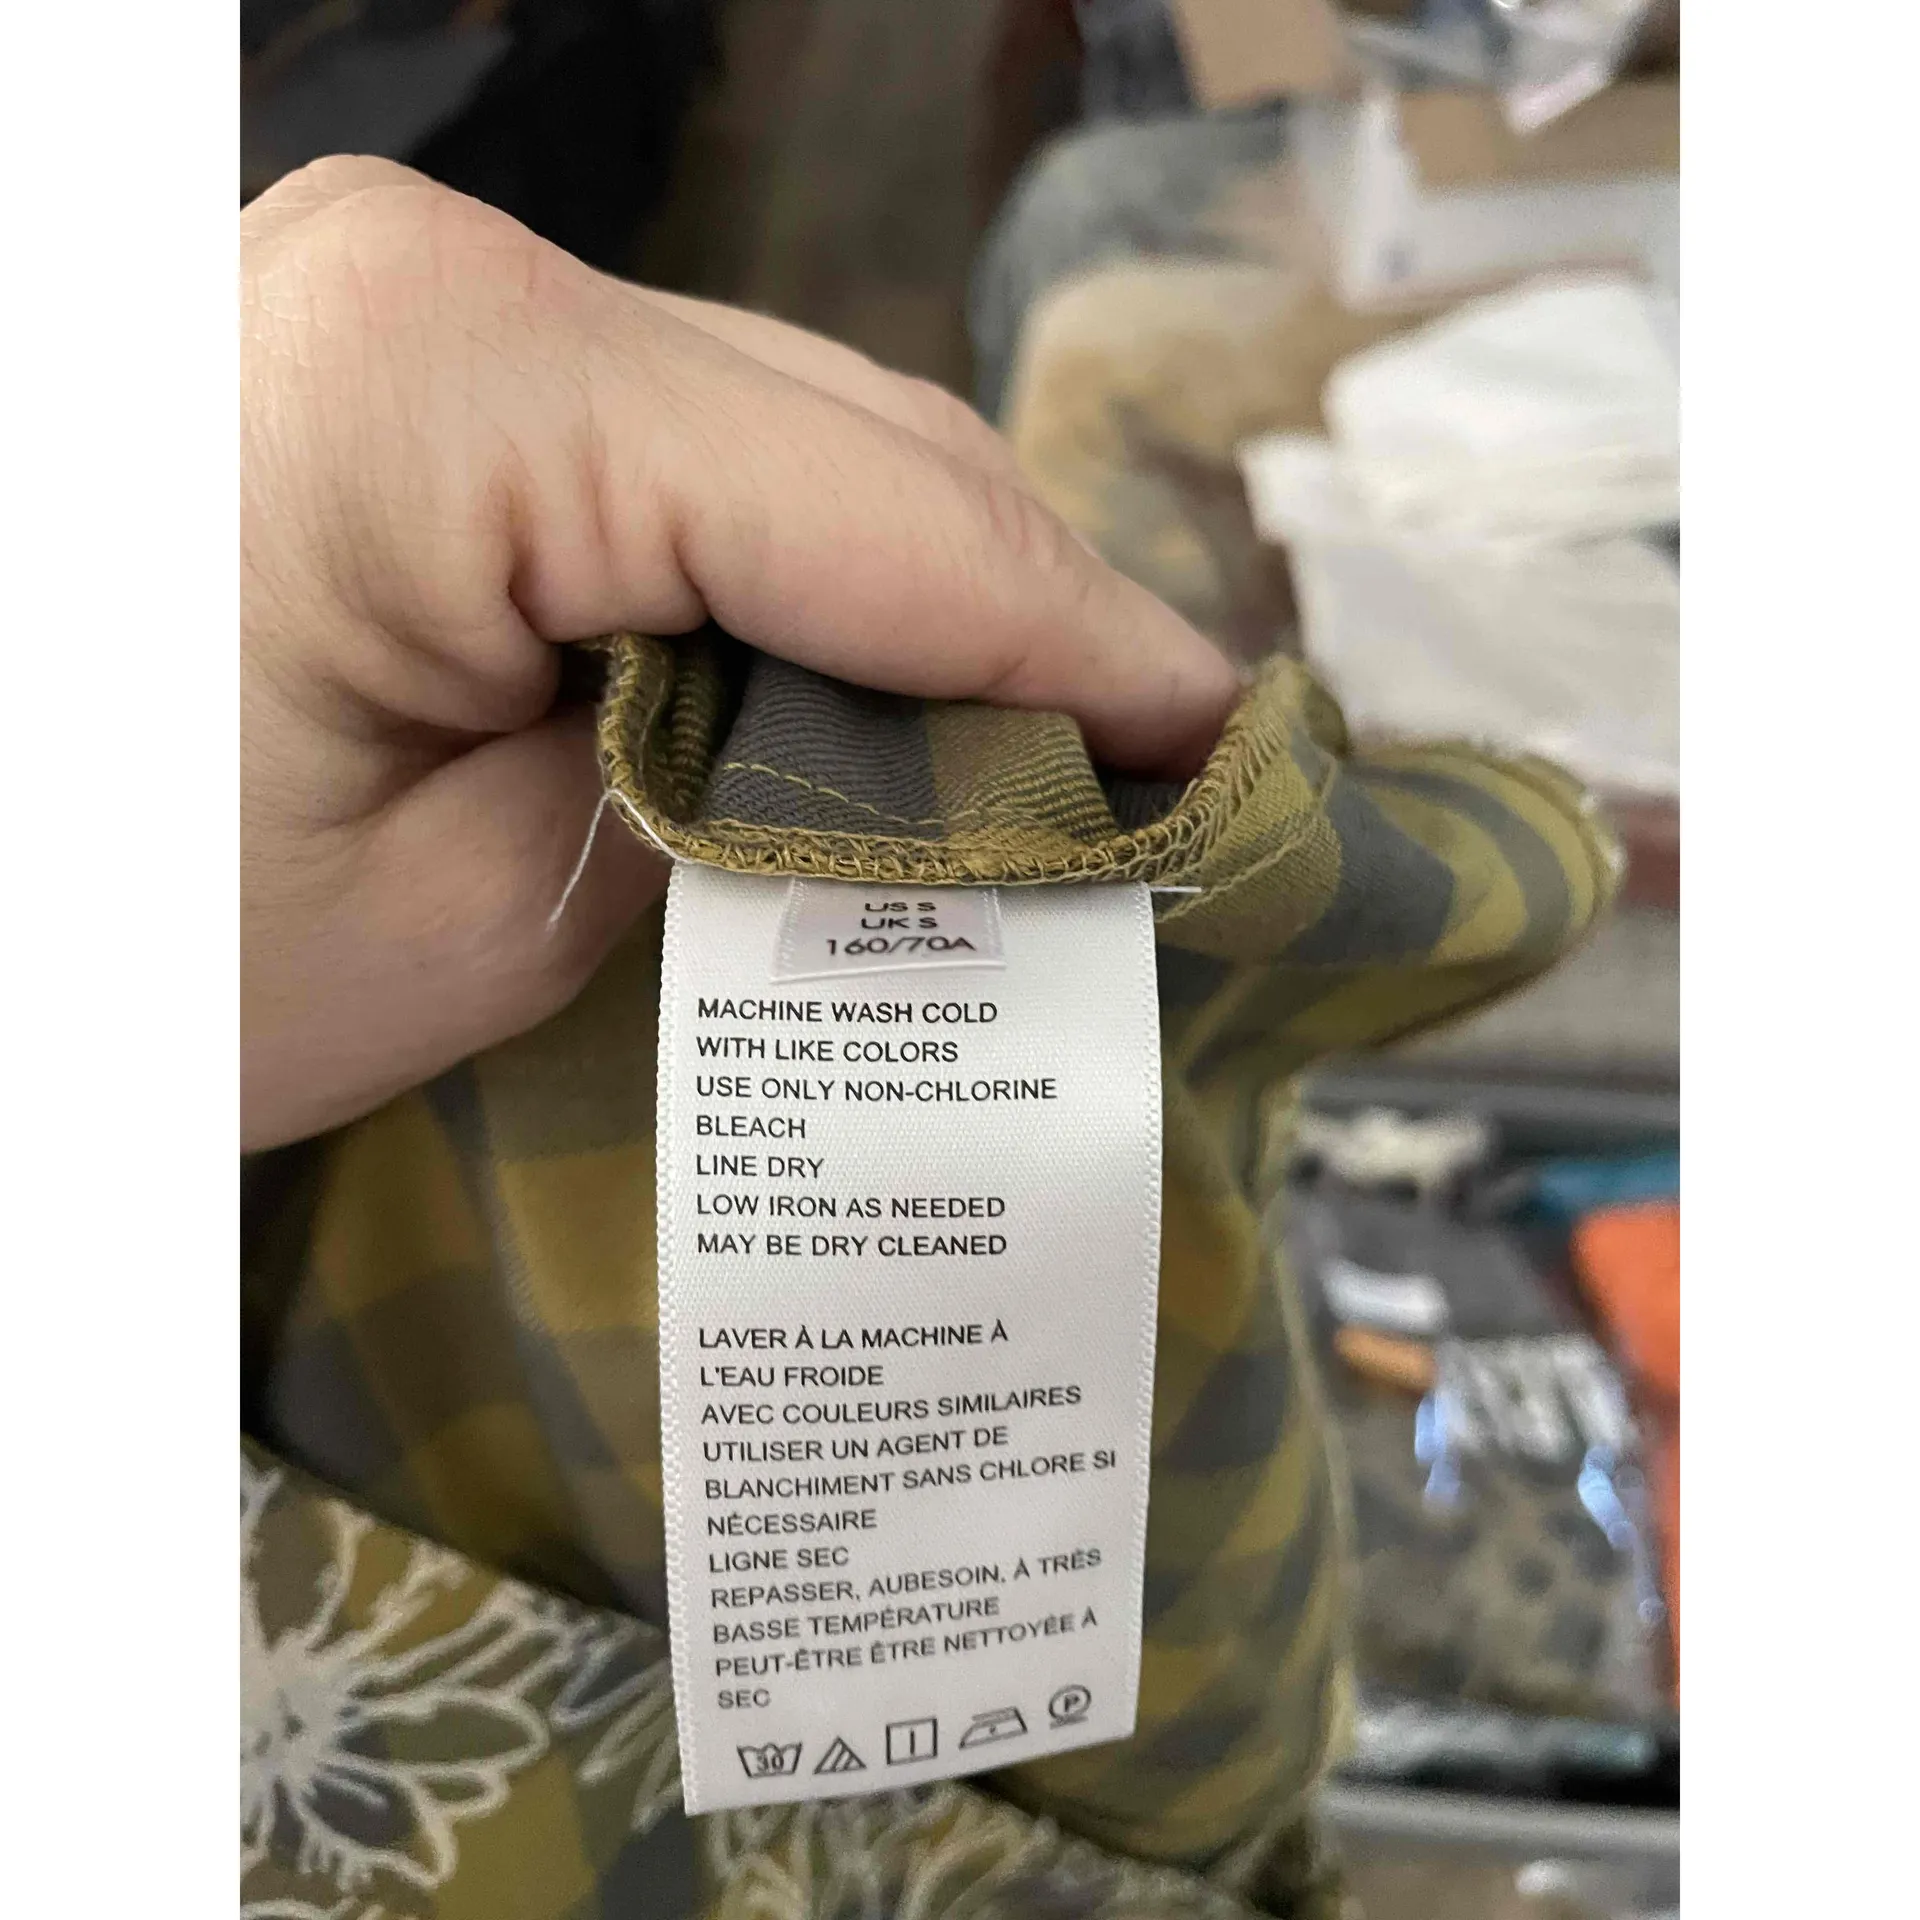 US S
UK S
160/70A
MACHINE WASH COLD
WITH LIKE COLORS
USE ONLY NON-CHLORINE
BLEACH
LINE DRY
LOW IRON AS NEEDED
MAY BE DRY CLEANED
LAVER À LA MACHINE À
L'EAU FROIDE
AVEC COULEURS SIMILAIRES
UTILISER UN AGENT DE
BLANCHIMENT SANS CHLORE SI
NÉCESSAIRE
LIGNE SEC
REPASSER, AUBESOIN, À TRÉS
BASSE TEMPÉRATURE
PEUT-ÊTRE ÊTRE NETTOYÉE À
SEC
30 P